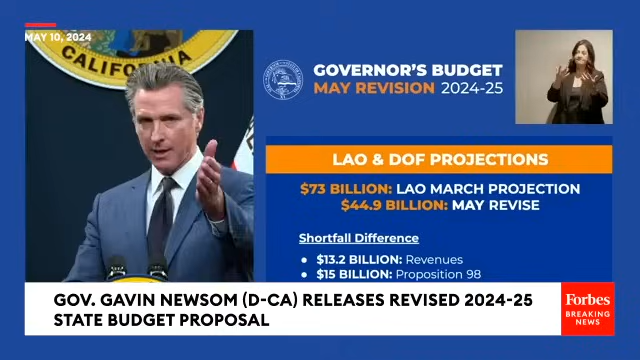 MAY 10, 2024
CALIFORNIA
GOVERNOR'S BUDGET
MAY REVISION 2024-25
LAO & DOF PROJECTIONS
$73 BILLION: LAO MARCH PROJECTION
$44.9 BILLION: MAY REVISE
Shortfall Difference
• $13.2 BILLION: Revenues
• $15 BILLION: Proposition 98
GOV. GAVIN NEWSOM (D-CA) RELEASES REVISED 2024-25
STATE BUDGET PROPOSAL
Forbes
BREAKING
NEWS